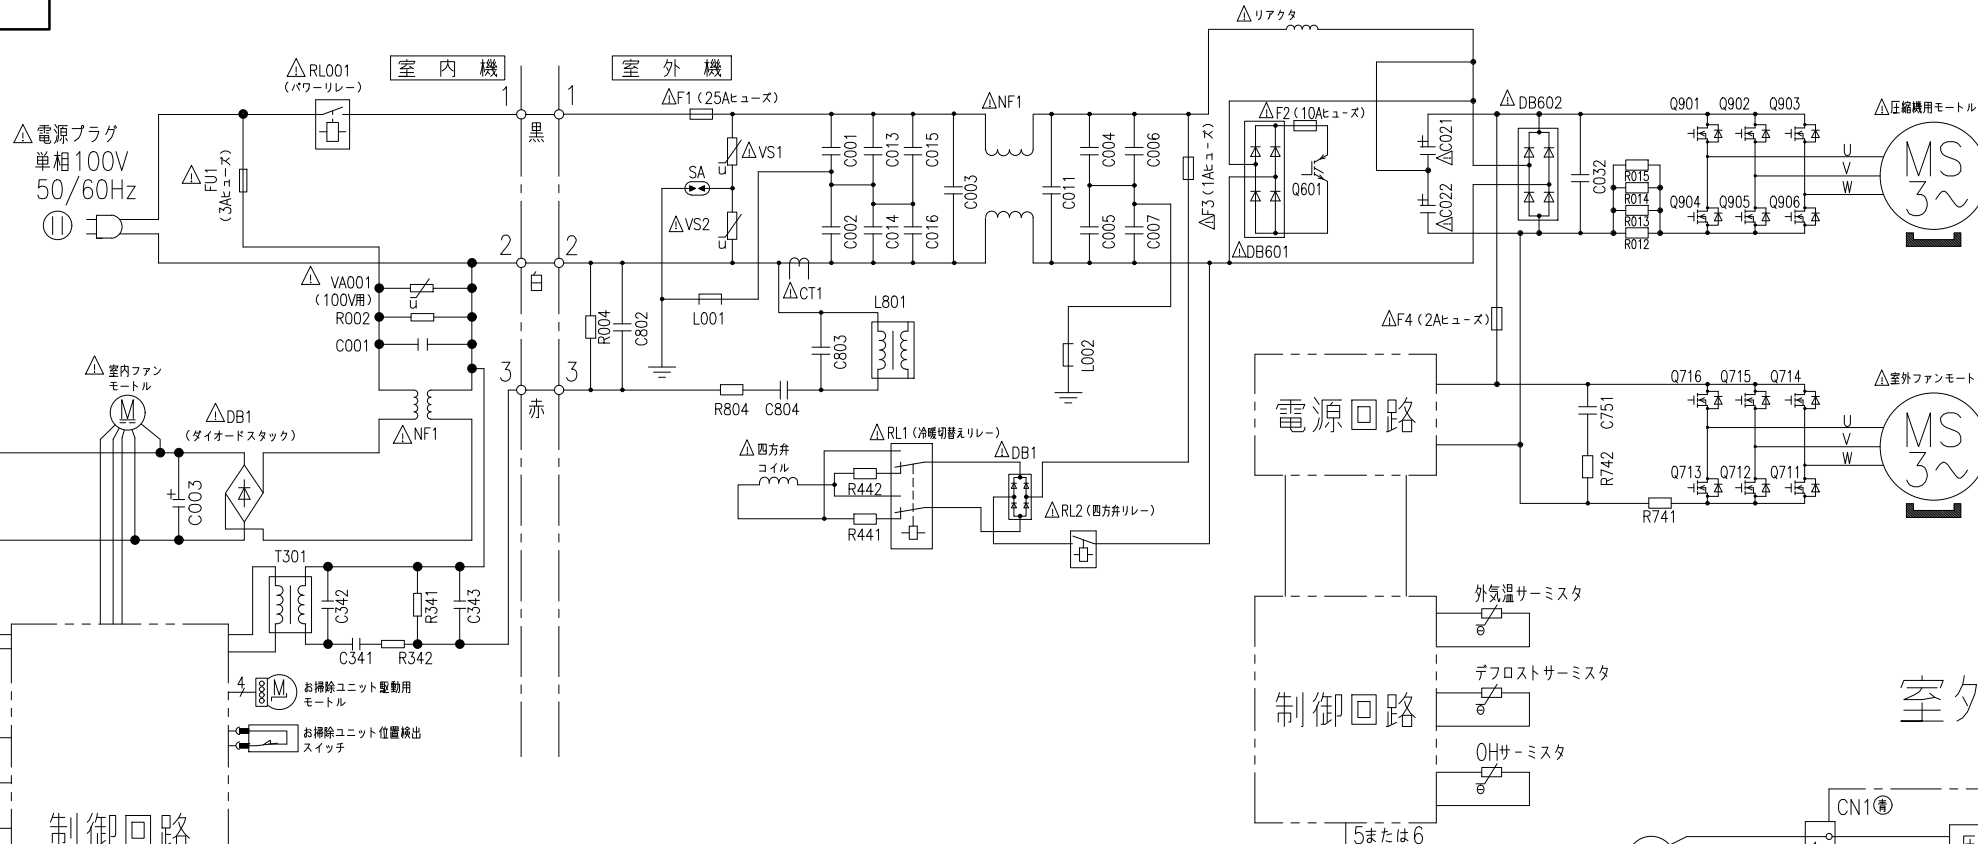 ⚠リアクタ
⚠RL001
(パワーリレー)
室内機
室外機
1
1
黒
⚠F1(25Aヒューズ)
⚠NF1
⚠電源プラグ
単相100V
50/60Hz
⚠FU1
(3Aヒューズ)
SA
⚠VS1
u
⚠VS2
u
C001
C013
C015
C002
C014
C016
C003
C011
C004
C006
C005
C007
⚠F3(1Aヒューズ)
⚠F2(10Aヒューズ)
Q601
⚠DB601
+
⚠C021
+
⚠C022
⚠DB602
C032
R015
R014
R013
R012
Q901 Q902 Q903
Q904 Q905 Q906
U
V
W
⚠圧縮機用モートル
MS
3〜
2
2
白
⚠VA001
(100V用)
u
R002
C001
R004
C802
L001
⚠CT1
L801
C803
L002
⚠F4(2Aヒューズ)
3
3
赤
R804
C804
⚠室内ファン
モートル
M
⚠DB1
(ダイオードスタック)
⚠NF1
+
C003
⚠四方弁
コイル
⚠RL1(冷暖切替えリレー)
R442
R441
⚠DB1
⚠RL2(四方弁リレー)
電源回路
C751
R742
R741
Q716 Q715 Q714
Q713 Q712 Q711
U
V
W
⚠室外ファンモート
MS
3〜
T301
C342
R341
C343
C341
R342
4
M
お掃除ユニット駆動用
モートル
お掃除ユニット位置検出
スイッチ
制御回路
制御回路
外気温サーミスタ
θ
デフロストサーミスタ
θ
OHサーミスタ
θ
5または6
室
CN1青